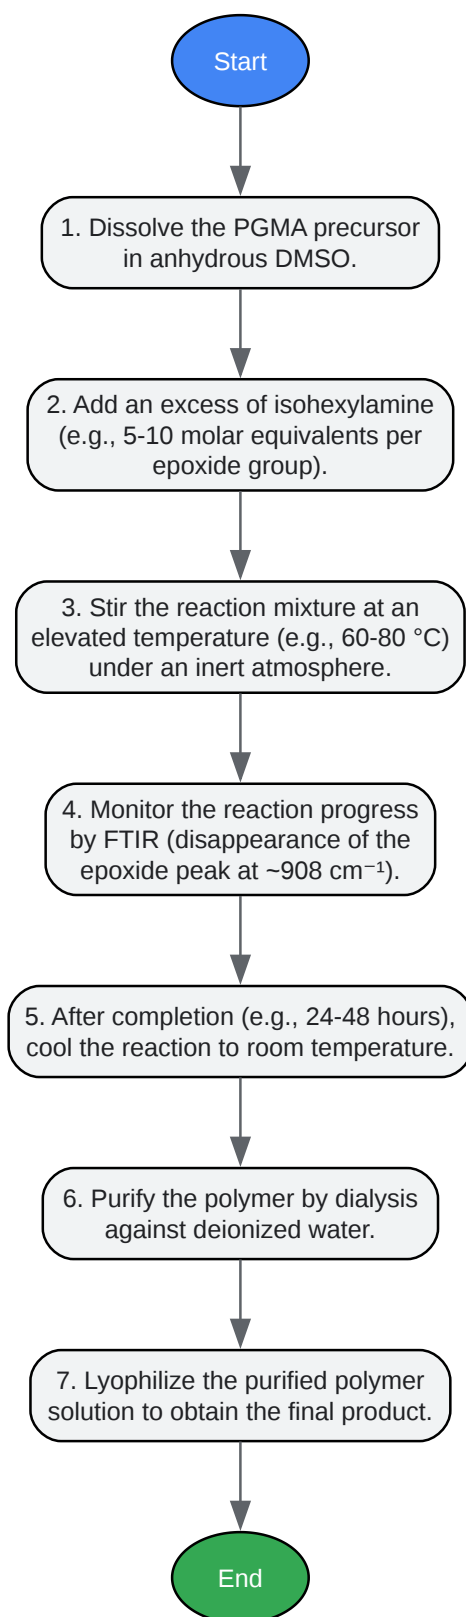 Start
1. Dissolve the PGMA precursor
in anhydrous DMSO.
2. Add an excess of isohexylamine
(e.g., 5-10 molar equivalents per
epoxide group).
3. Stir the reaction mixture at an
elevated temperature (e.g., 60-80 °C)
under an inert atmosphere.
4. Monitor the reaction progress
by FTIR (disappearance of the
epoxide peak at ~908 cm⁻¹).
5. After completion (e.g., 24-48 hours),
cool the reaction to room temperature.
6. Purify the polymer by dialysis
against deionized water.
7. Lyophilize the purified polymer
solution to obtain the final product.
End